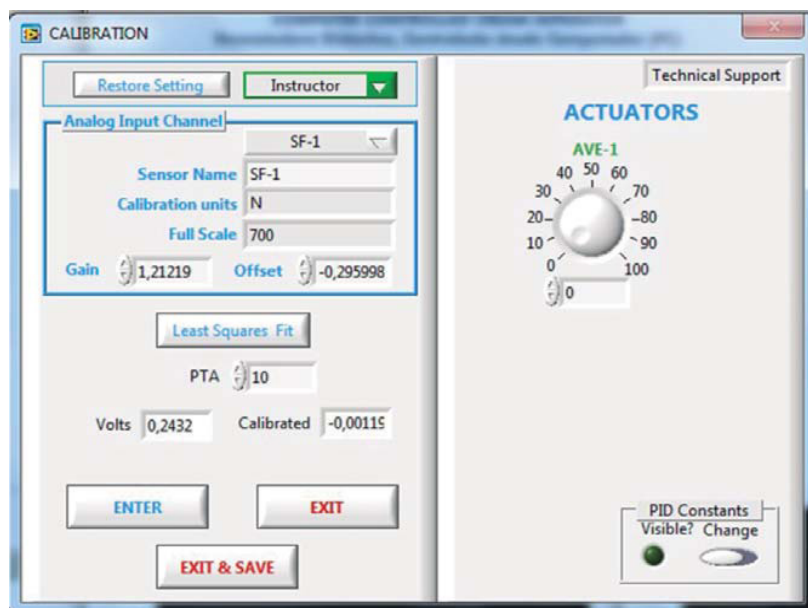 CALIBRATION
Restore Setting
Instructor
Analog Input Channel
SF-1
Sensor Name SF-1
Calibration units N
Full Scale 700
Gain 1,21219 Offset -0,295998
Least Squares Fit
PTA 10
Volts 0,2432 Calibrated -0,00119
ENTER
EXIT
EXIT & SAVE
Technical Support
ACTUATORS
AVE-1
0 10 20 30 40 50 60 70 80 90 100
0
PID Constants
Visible? Change